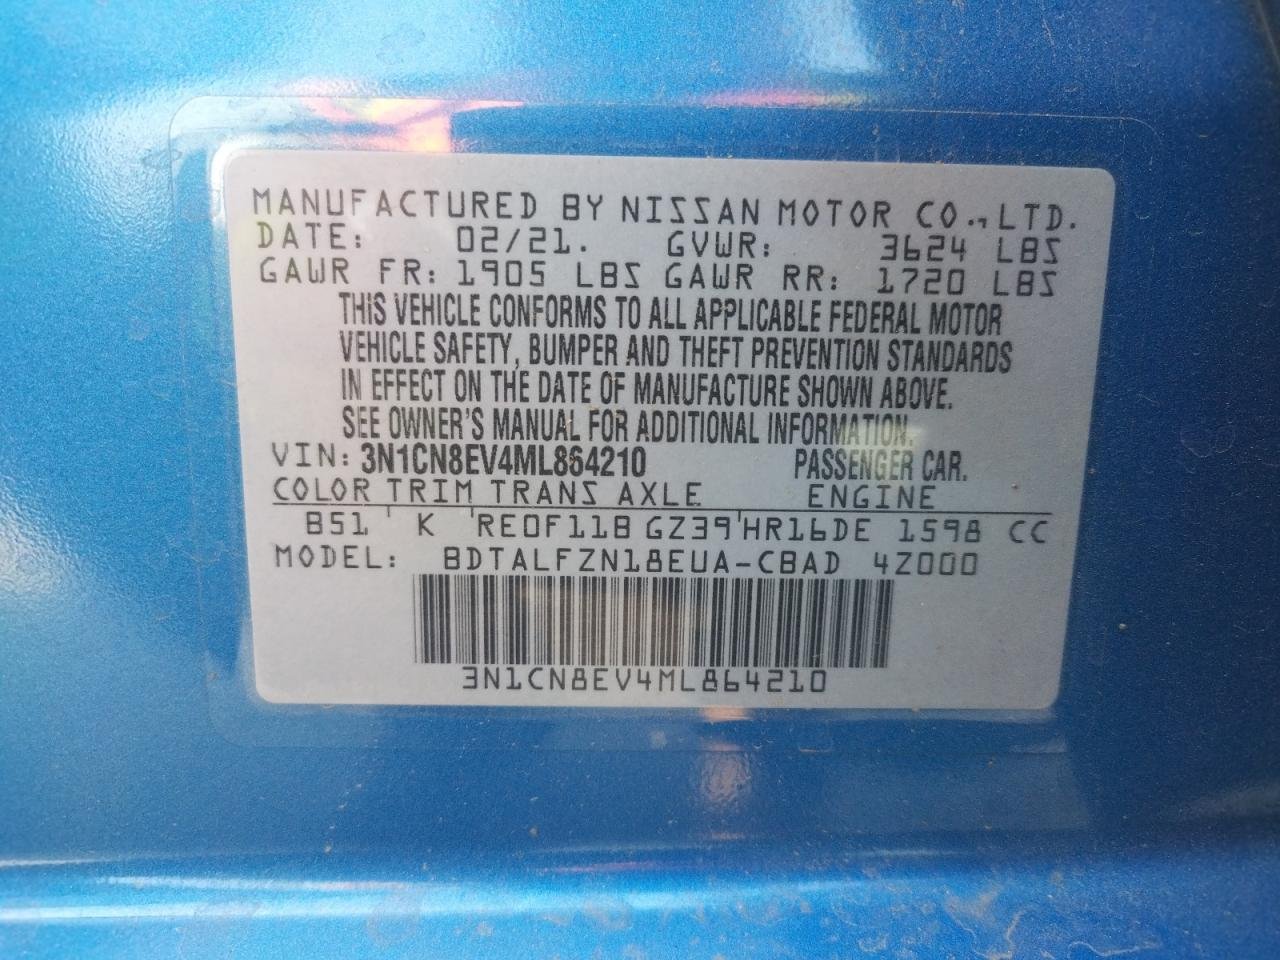 MANUFACTURED BY NISSAN MOTOR CO., LTD.
DATE: 02/21. GVWR: 3624 LBS
GAWR FR: 1905 LBS GAWR RR: 1720 LBS
THIS VEHICLE CONFORMS TO ALL APPLICABLE FEDERAL MOTOR
VEHICLE SAFETY, BUMPER AND THEFT PREVENTION STANDARDS
IN EFFECT ON THE DATE OF MANUFACTURE SHOWN ABOVE.
SEE OWNER'S MANUAL FOR ADDITIONAL INFORMATION.
VIN: 3N1CN8EV4ML864210 PASSENGER CAR.
COLOR TRIM TRANS AXLE ENGINE
B51 K RE0F11B GZ39 HR16DE 1598 CC
MODEL: BDTALFZN18EUA-CBAD 4Z000
3N1CN8EV4ML864210